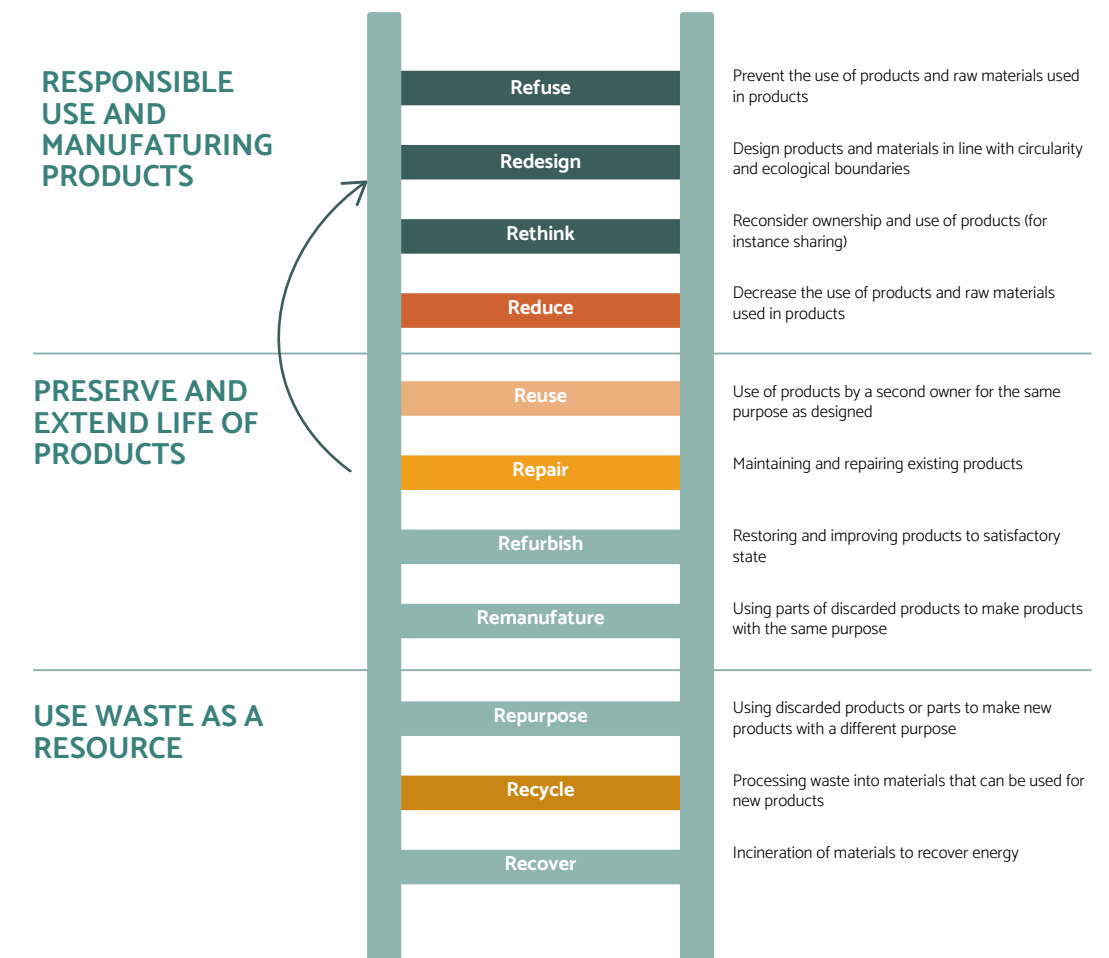 RESPONSIBLE
USE AND
MANUFATURING
PRODUCTS
Refuse
Prevent the use of products and raw materials used
in products
Redesign
Design products and materials in line with circularity
and ecological boundaries
Rethink
Reconsider ownership and use of products (for
instance sharing)
Reduce
Decrease the use of products and raw materials
used in products
PRESERVE AND
EXTEND LIFE OF
PRODUCTS
Reuse
Use of products by a second owner for the same
purpose as designed
Repair
Maintaining and repairing existing products
Refurbish
Restoring and improving products to satisfactory
state
Remanufature
Using parts of discarded products to make products
with the same purpose
USE WASTE AS A
RESOURCE
Repurpose
Using discarded products or parts to make new
products with a different purpose
Recycle
Processing waste into materials that can be used for
new products
Recover
Incineration of materials to recover energy